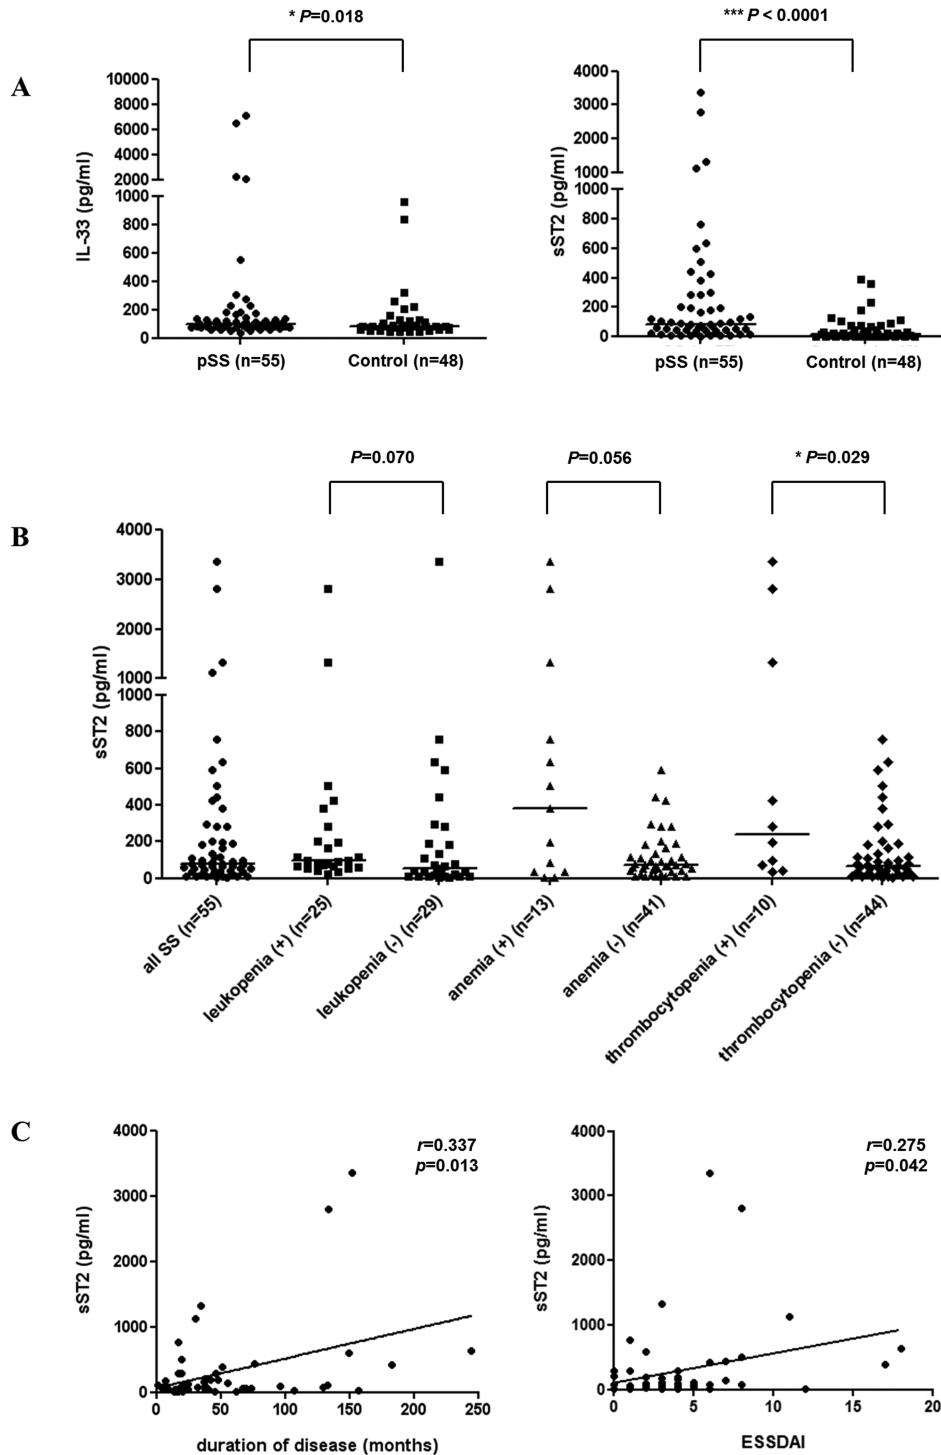 * P=0.018
*** P < 0.0001
A
10000
8000
6000
4000
2000
1000
800
600
400
200
0
IL-33 (pg/ml)
pSS (n=55)
Control (n=48)
4000
3000
2000
1000
1000
800
600
400
200
0
sST2 (pg/ml)
pSS (n=55)
Control (n=48)
P=0.070
P=0.056
* P=0.029
B
4000
3000
2000
1000
1000
800
600
400
200
0
sST2 (pg/ml)
all SS (n=55)
leukopenia (+) (n=25)
leukopenia (-) (n=29)
anemia (+) (n=13)
anemia (-) (n=41)
thrombocytopenia (+) (n=10)
thrombocytopenia (-) (n=44)
C
4000
3000
2000
1000
0
sST2 (pg/ml)
r=0.337
p=0.013
0 50 100 150 200 250
duration of disease (months)
4000
3000
2000
1000
0
sST2 (pg/ml)
r=0.275
p=0.042
0 5 10 15 20
ESSDAI